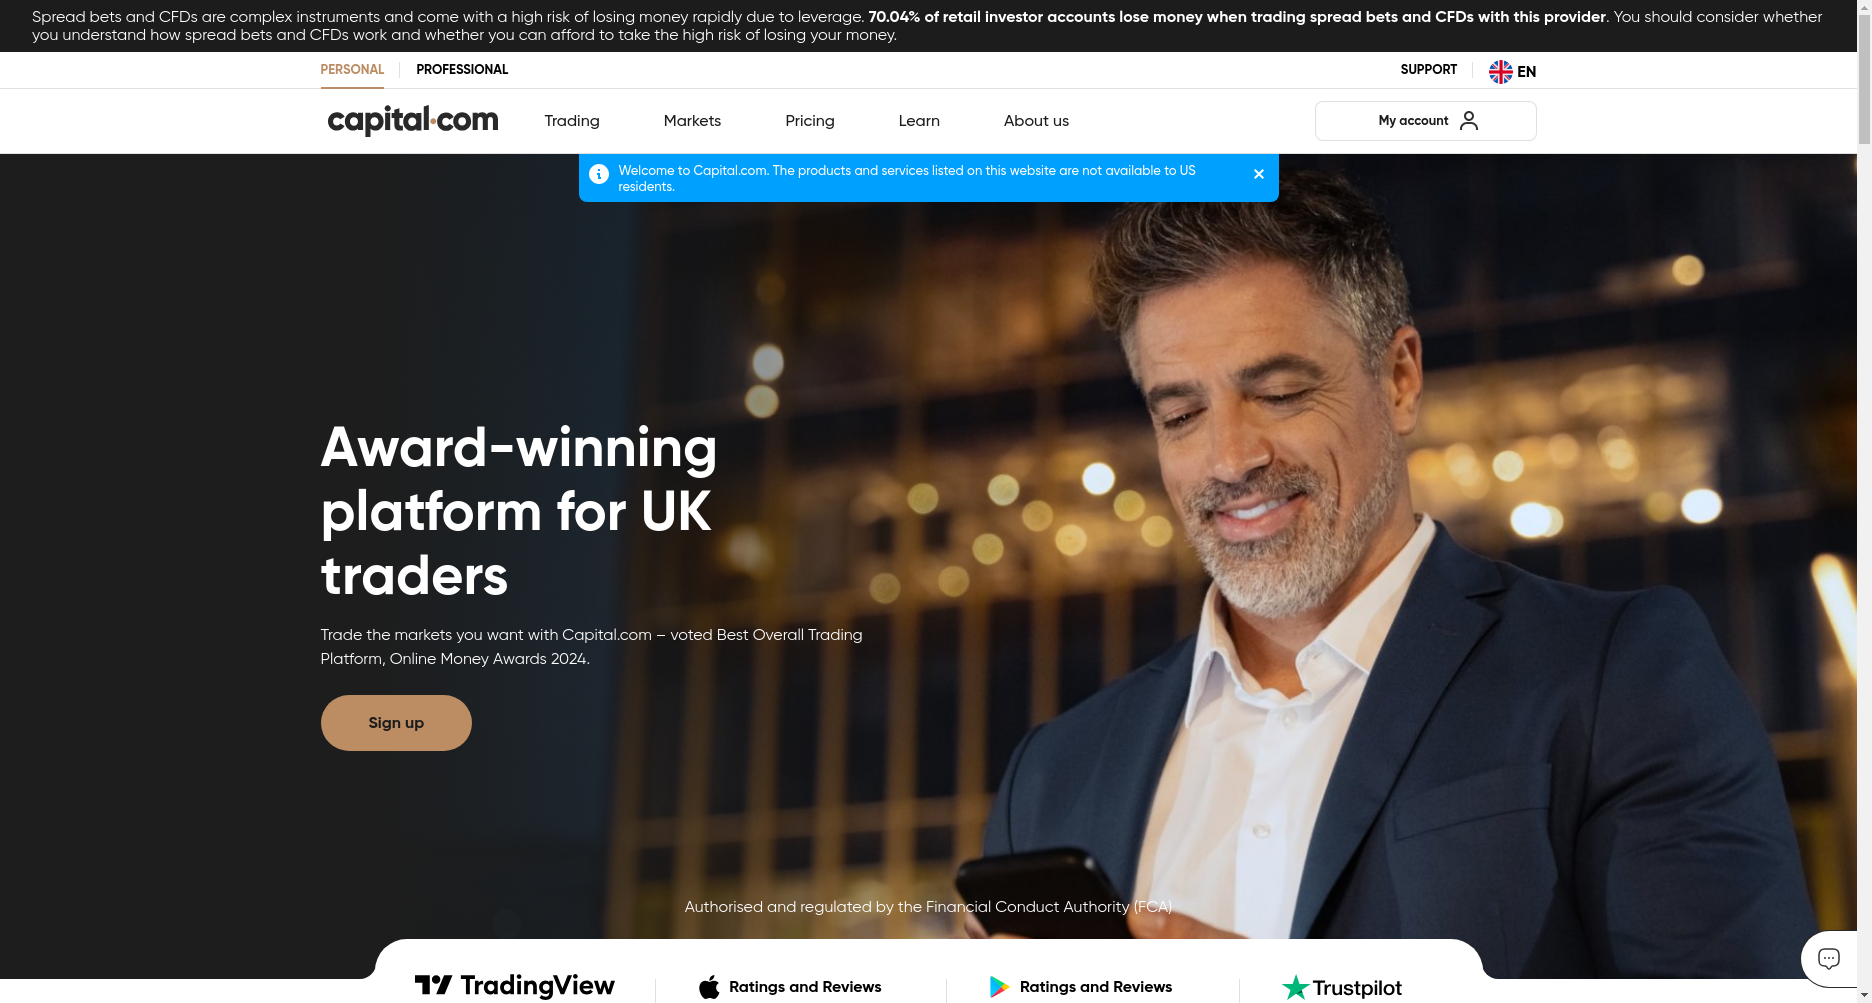 Spread bets and CFDs are complex instruments and come with a high risk of losing money rapidly due to leverage. 70.04% of retail investor accounts lose money when trading spread bets and CFDs with this provider. You should consider whether
you understand how spread bets and CFDs work and whether you can afford to take the high risk of losing your money.
PERSONAL PROFESSIONAL SUPPORT EN
capital.com Trading Markets Pricing Learn About us My account
Welcome to Capital.com. The products and services listed on this website are not available to US
residents.
Award-winning
platform for UK
traders
Trade the markets you want with Capital.com – voted Best Overall Trading
Platform, Online Money Awards 2024.
Sign up
Authorised and regulated by the Financial Conduct Authority (FCA)
TradingView Ratings and Reviews Ratings and Reviews Trustpilot